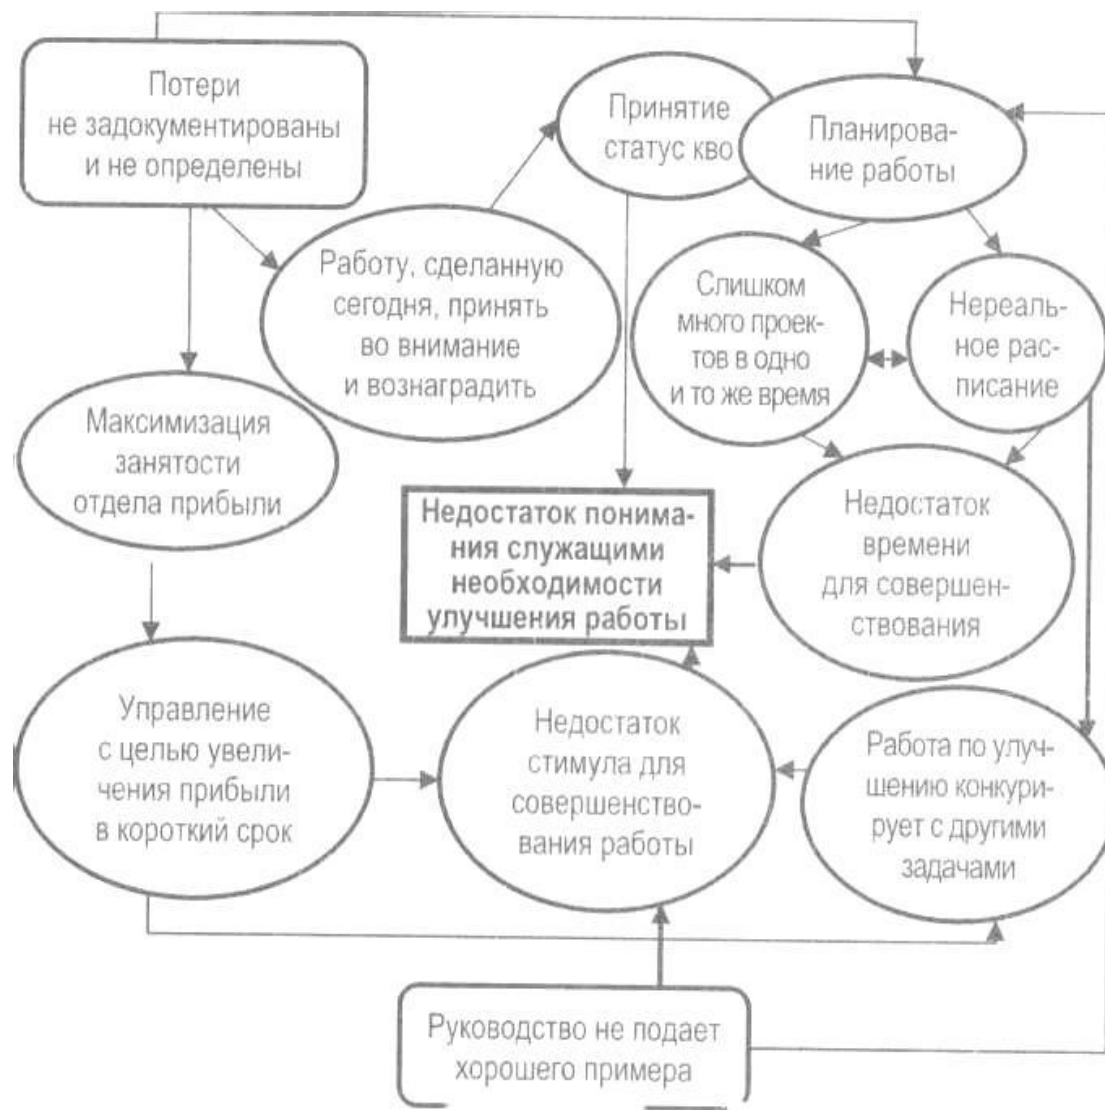 Потери
не задокументированы
и не определены
Принятие
статус кво
Планирова-
ние работы
Работу, сделанную
сегодня, принять
во внимание
и вознаградить
Слишком
много проек-
тов в одно
и то же время
Нереаль-
ное рас-
писание
Максимизация
занятости
отдела прибыли
Недостаток понима-
ния служащими
необходимости
улучшения работы
Недостаток
времени
для совершен-
ствования
Управление
с целью увели-
чения прибыли
в короткий срок
Недостаток
стимула для
совершенство-
вания работы
Работа по улуч-
шению конкури-
рует с другими
задачами
Руководство не подает
хорошего примера